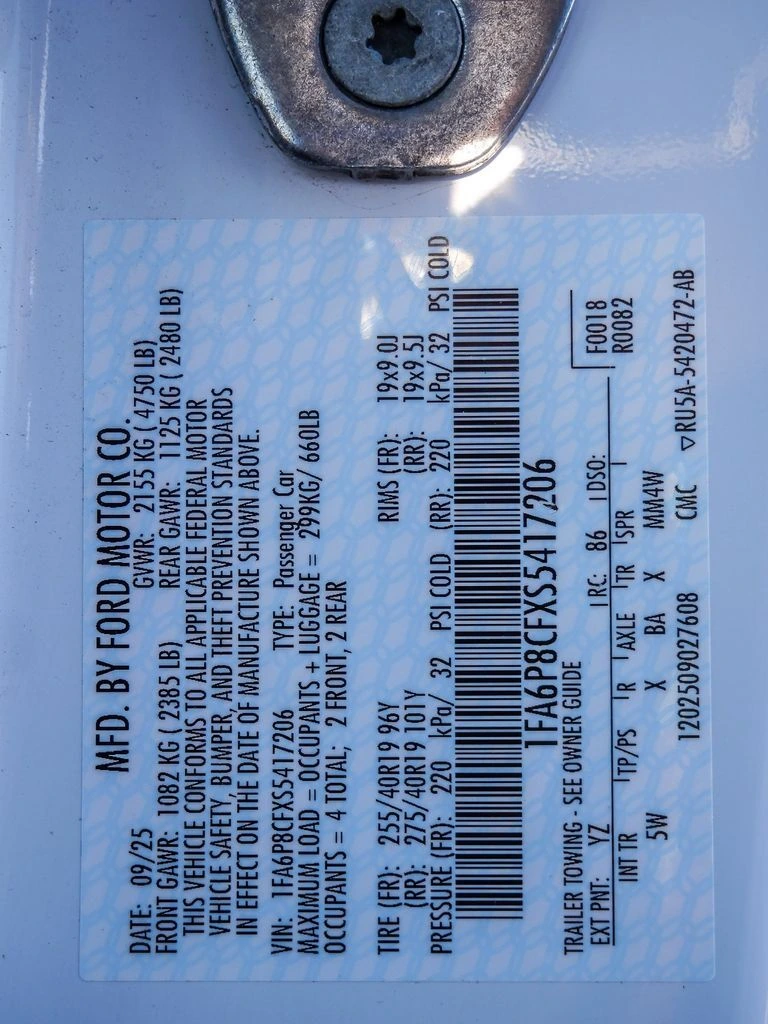 MFD. BY FORD MOTOR CO.
DATE: 09/25 GVWR: 2155 KG ( 4750 LB)
FRONT GAWR: 1082 KG ( 2385 LB) REAR GAWR: 1125 KG ( 2480 LB)
THIS VEHICLE CONFORMS TO ALL APPLICABLE FEDERAL MOTOR
VEHICLE SAFETY, BUMPER, AND THEFT PREVENTION STANDARDS
IN EFFECT ON THE DATE OF MANUFACTURE SHOWN ABOVE.
VIN: 1FA6P8CFXS5417206 TYPE: Passenger Car
MAXIMUM LOAD = OCCUPANTS + LUGGAGE = 299KG/ 660LB
OCCUPANTS = 4 TOTAL; 2 FRONT, 2 REAR
TIRE (FR): 255/40R19 96Y RIMS (FR): 19x9.0J
(RR): 275/40R19 101Y (RR): 19x9.5J
PRESSURE (FR): 220 kPa/ 32 PSI COLD (RR): 220 kPa/ 32 PSI COLD
1FA6P8CFXS5417206
TRAILER TOWING - SEE OWNER GUIDE
EXT PNT: YZ RC: 86 DSO: F0018
R0082
INT TR TP/PS R AXLE TR SPR
5W X BA X MM4W
1202509027608 CMC ▽RU5A-5420472-AB